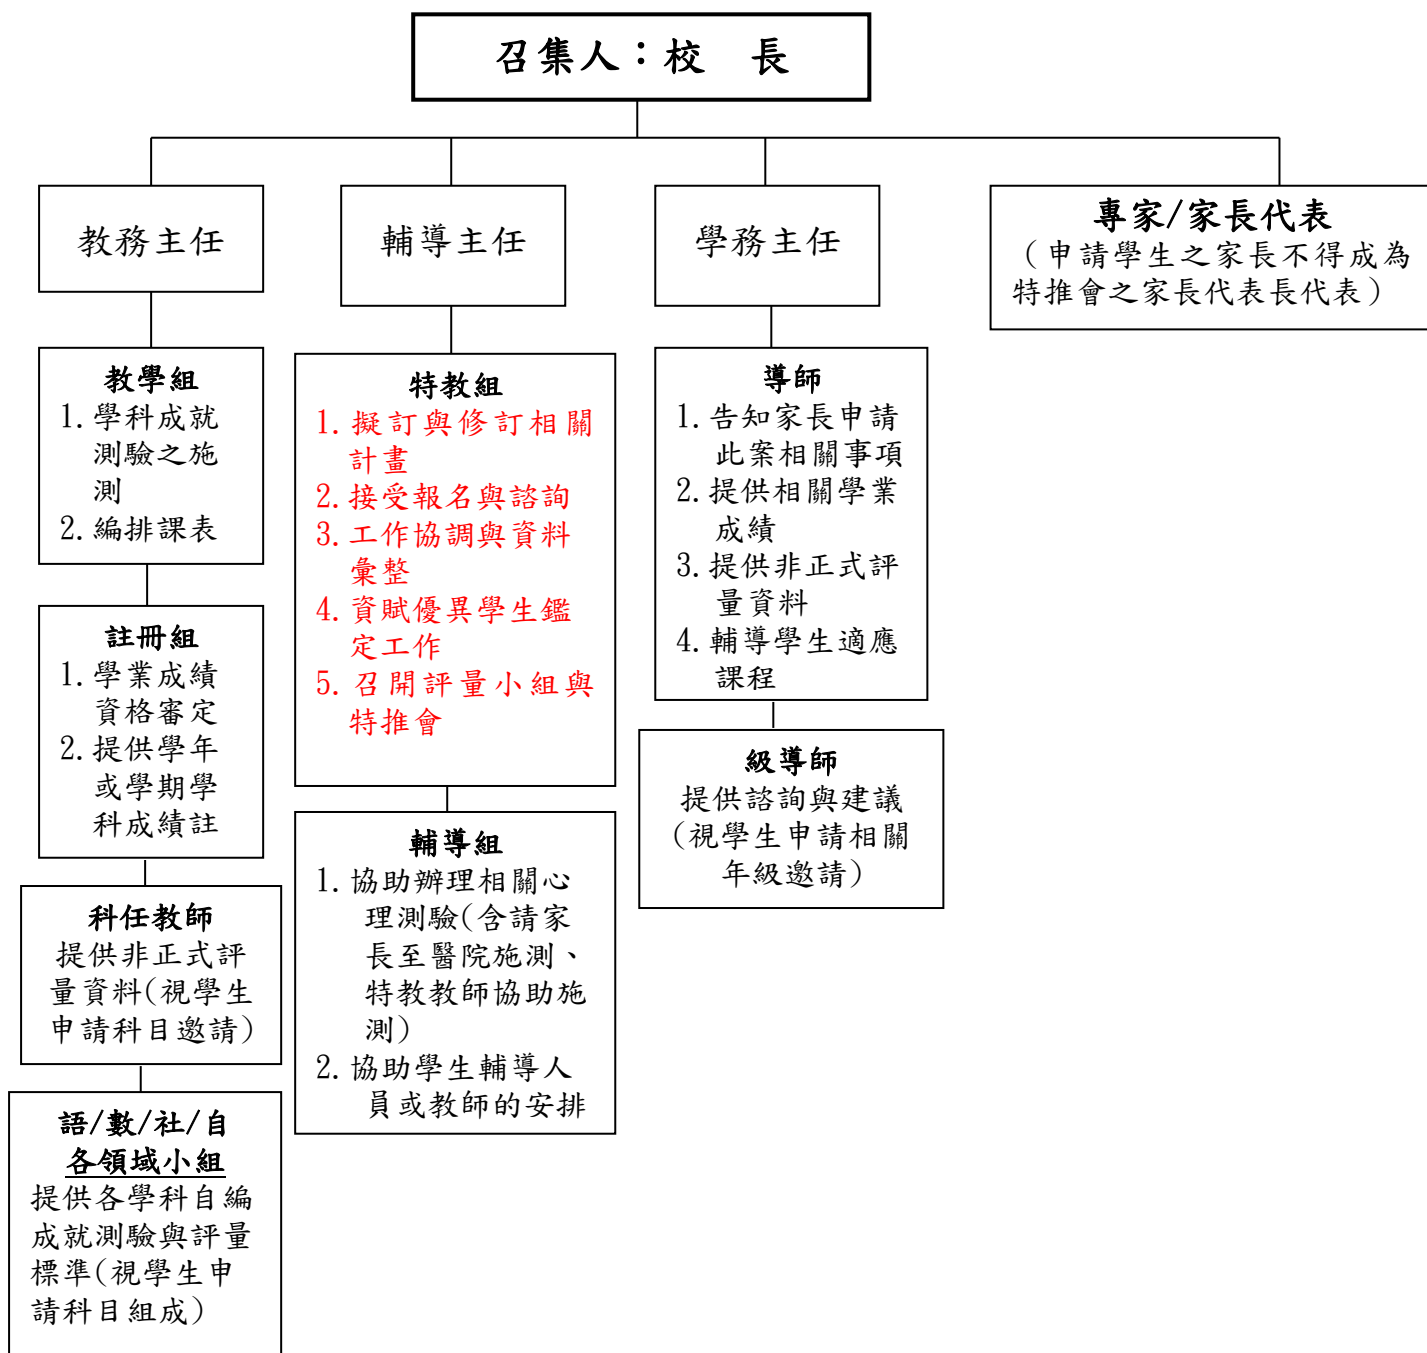 召集人：校　長
教務主任
輔導主任
學務主任
專家/家長代表
（申請學生之家長不得成為
特推會之家長代表長代表）
教學組
1.學科成就
測驗之施
測
2.編排課表
註冊組
1.學業成績
資格審定
2.提供學年
或學期學
科成績註
科任教師
提供非正式評
量資料(視學生
申請科目邀請)
語/數/社/自
各領域小組
提供各學科自編
成就測驗與評量
標準(視學生申
請科目組成)
特教組
1.擬訂與修訂相關
計畫
2.接受報名與諮詢
3.工作協調與資料
彙整
4.資賦優異學生鑑
定工作
5.召開評量小組與
特推會
輔導組
1.協助辦理相關心
理測驗(含請家
長至醫院施測、
特教教師協助施
測)
2.協助學生輔導人
員或教師的安排
導師
1.告知家長申請
此案相關事項
2.提供相關學業
成績
3.提供非正式評
量資料
4.輔導學生適應
課程
級導師
提供諮詢與建議
(視學生申請相關
年級邀請)